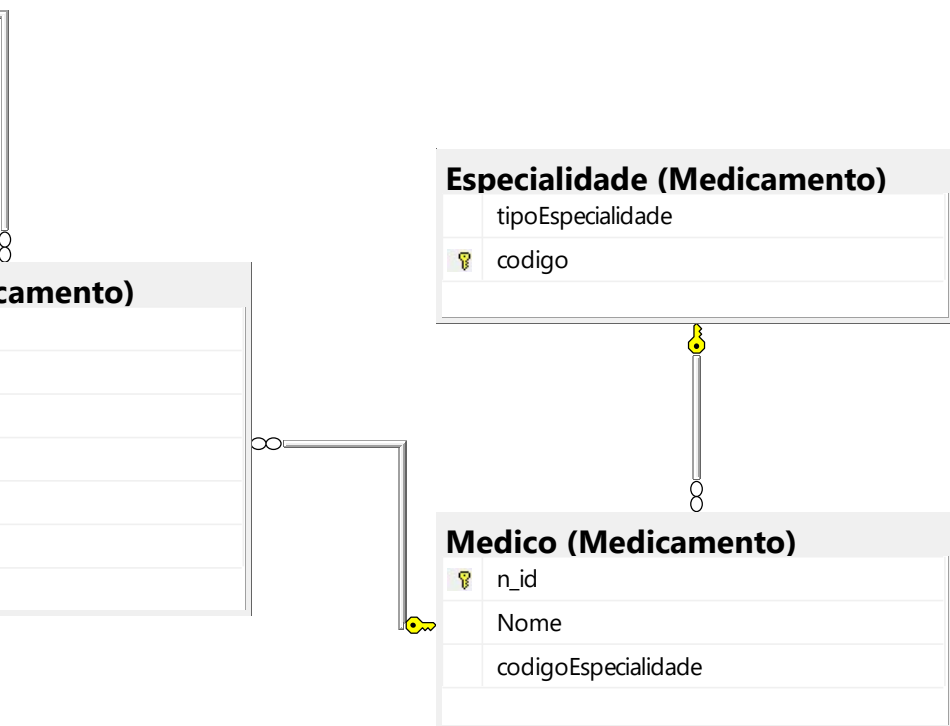 Especialidade (Medicamento)
tipoEspecialidade
codigo
camento)
Medico (Medicamento)
n_id
Nome
codigoEspecialidade